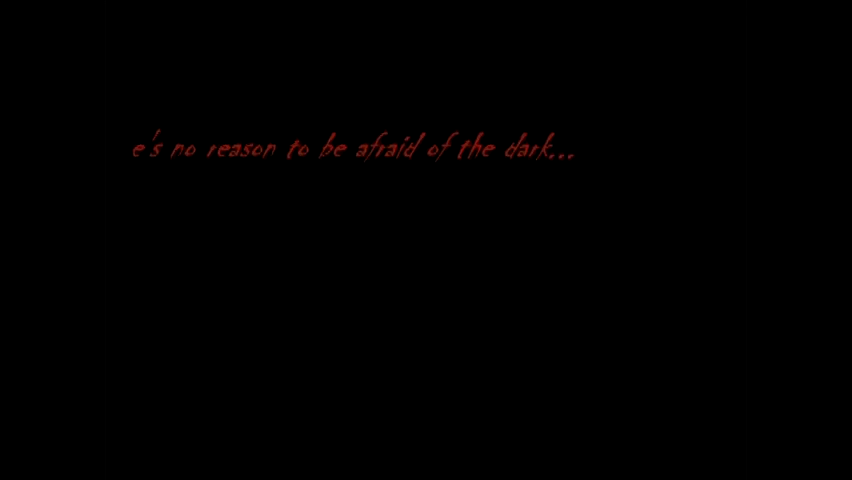 e's no reason to be afraid of the dark...